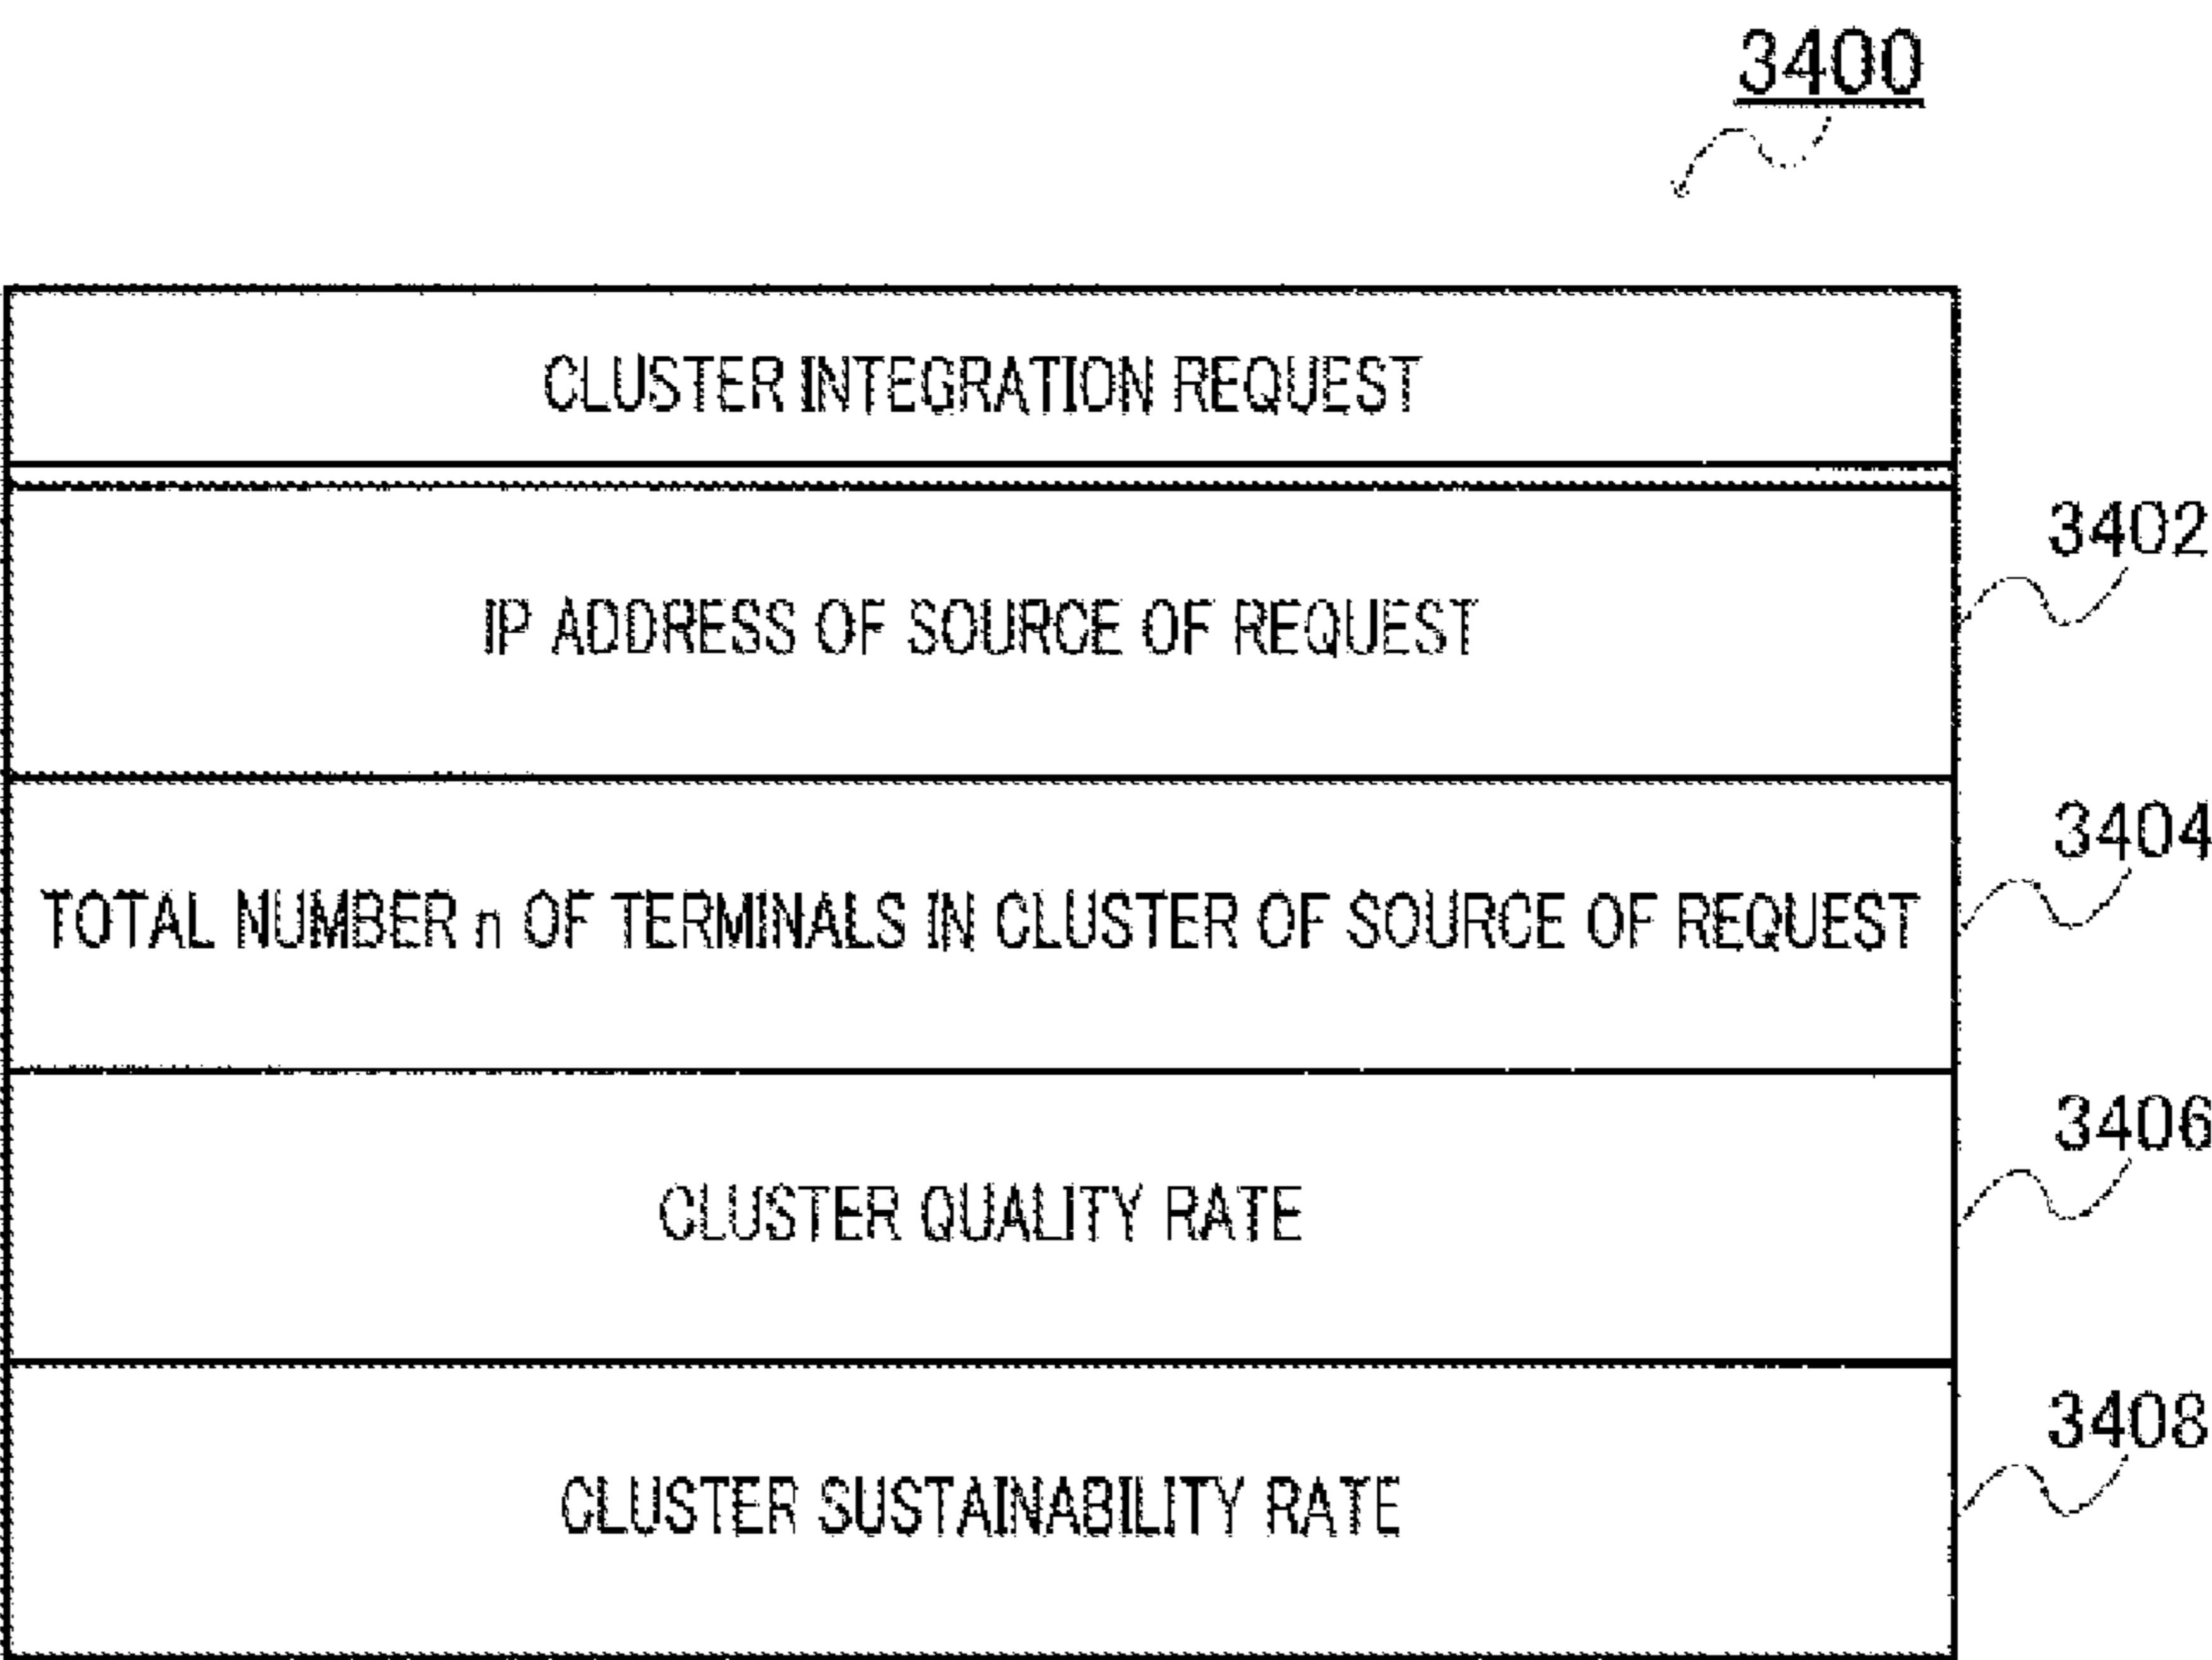 3400
CLUSTER INTEGRATION REQUEST
IP ADDRESS OF SOURCE OF REQUEST
3402
TOTAL NUMBER n OF TERMINALS IN CLUSTER OF SOURCE OF REQUEST
3404
CLUSTER QUALITY RATE
3406
CLUSTER SUSTAINABILITY RATE
3408